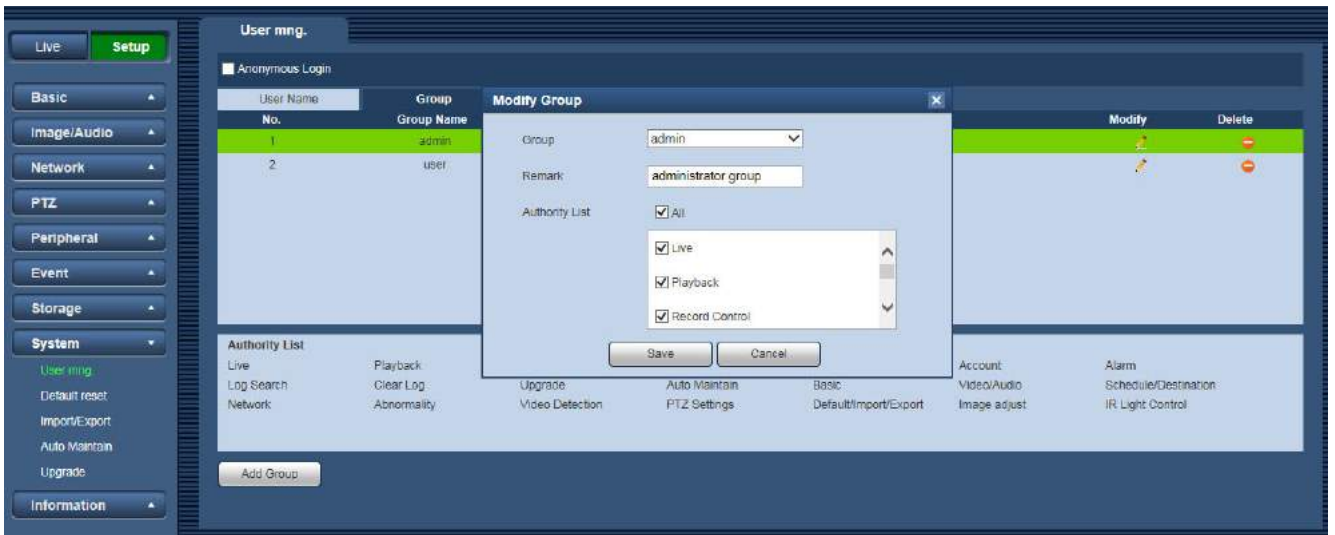 Live Setup
Basic
Image/Audio
Network
PTZ
Peripheral
Event
Storage
System
User mng.
Default reset
Import/Export
Auto Maintain
Upgrade
Information
User mng.
Anonymous Login
User Name Group
No. Group Name Modify Delete
1 admin
2 user
Modify Group
Group admin
Remark administrator group
Authority List All
Live
Playback
Record Control
Save Cancel
Authority List
Live Playback Account Alarm
Log Search Clear Log Upgrade Auto Maintain Basic Video/Audio Schedule/Destination
Network Abnormality Video Detection PTZ Settings Default/Import/Export Image adjust IR Light Control
Add Group